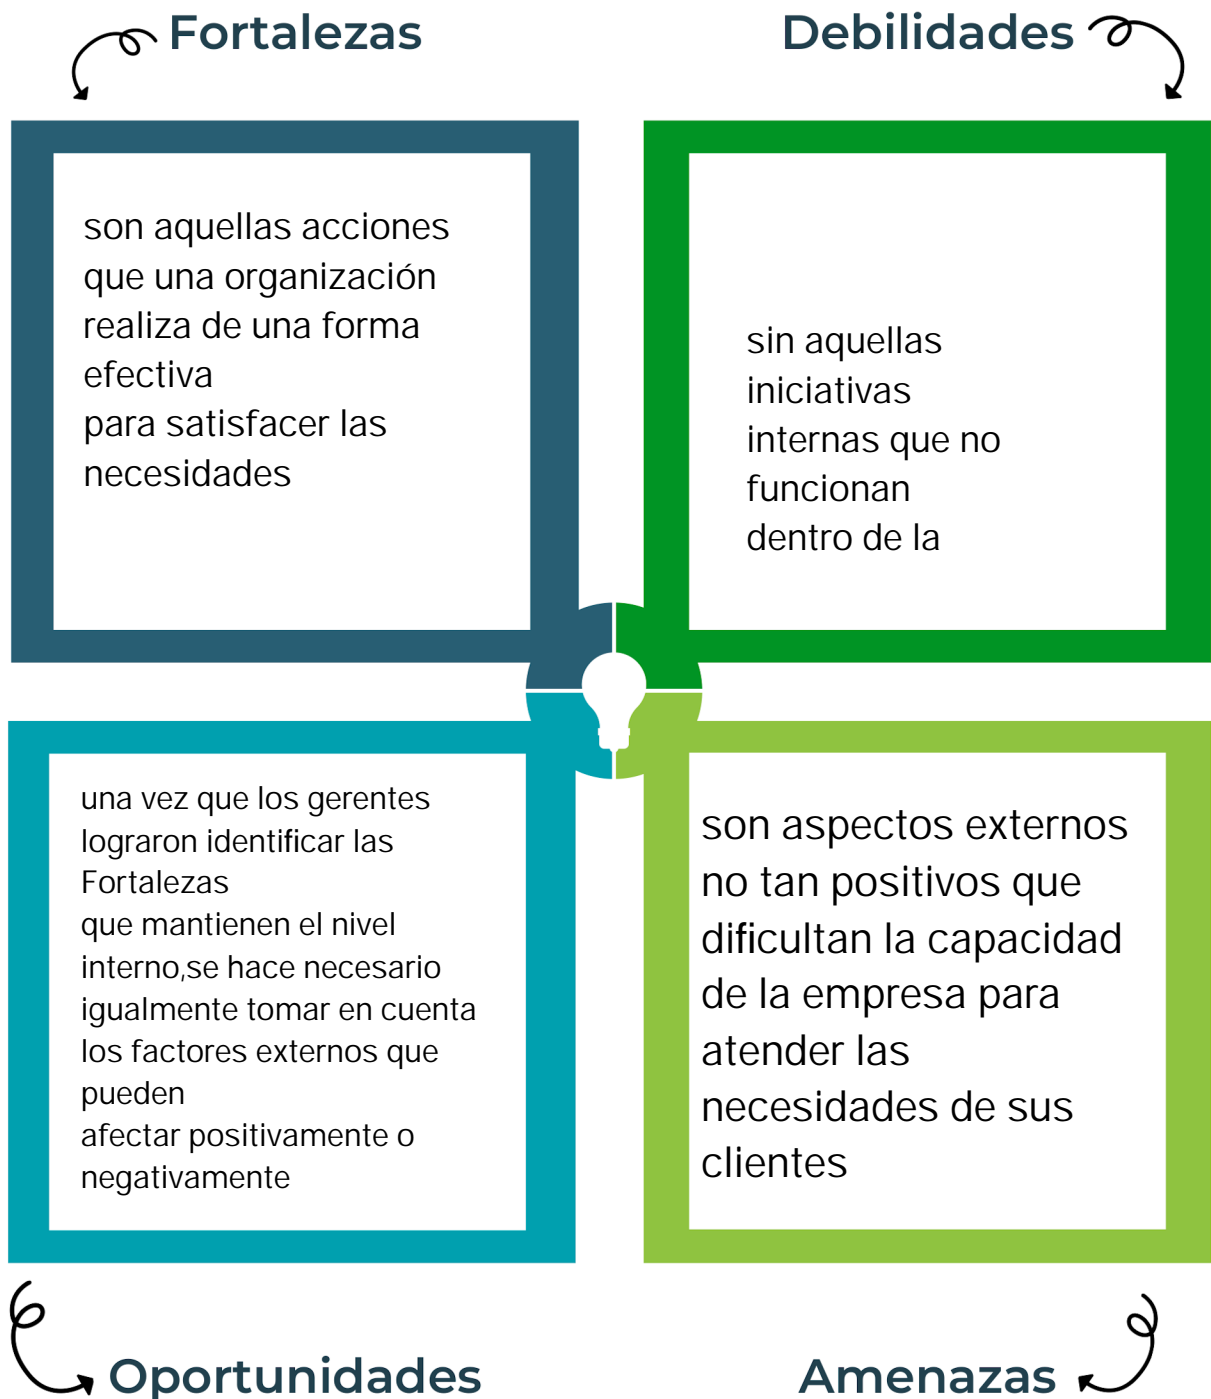 Fortalezas
Debilidades
son aquellas acciones
que una organización
realiza de una forma
efectiva
para satisfacer las
necesidades
sin aquellas
iniciativas
internas que no
funcionan
dentro de la
una vez que los gerentes
lograron identificar las
Fortalezas
que mantienen el nivel
interno,se hace necesario
igualmente tomar en cuenta
los factores externos que
pueden
afectar positivamente o
negativamente
son aspectos externos
no tan positivos que
dificultan la capacidad
de la empresa para
atender las
necesidades de sus
clientes
Oportunidades
Amenazas